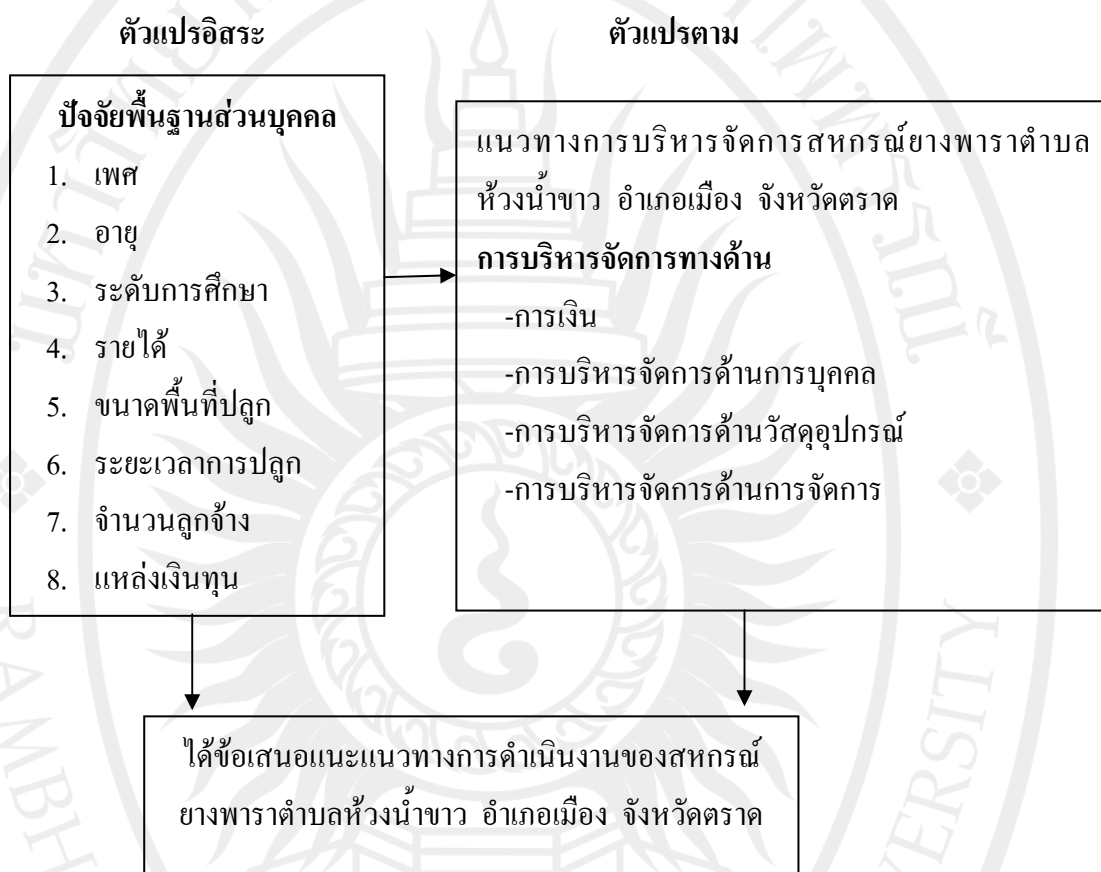 ตัวแปรอิสระ
ตัวแปรตาม
ปัจจัยพื้นฐานส่วนบุคคล
1. เพศ
2. อายุ
3. ระดับการศึกษา
4. รายได้
5. ขนาดพื้นที่ปลูก
6. ระยะเวลาการปลูก
7. จำนวนลูกจ้าง
8. แหล่งเงินทุน
แนวทางการบริหารจัดการสหกรณ์ยางพาราตำบล
ห้วงน้ำขาว อำเภอเมือง จังหวัดตราด
การบริหารจัดการทางด้าน
-การเงิน
-การบริหารจัดการด้านการบุคคล
-การบริหารจัดการด้านวัสดุอุปกรณ์
-การบริหารจัดการด้านการจัดการ
ได้ข้อเสนอแนะแนวทางการดำเนินงานของสหกรณ์
ยางพาราตำบลห้วงน้ำขาว อำเภอเมือง จังหวัดตราด